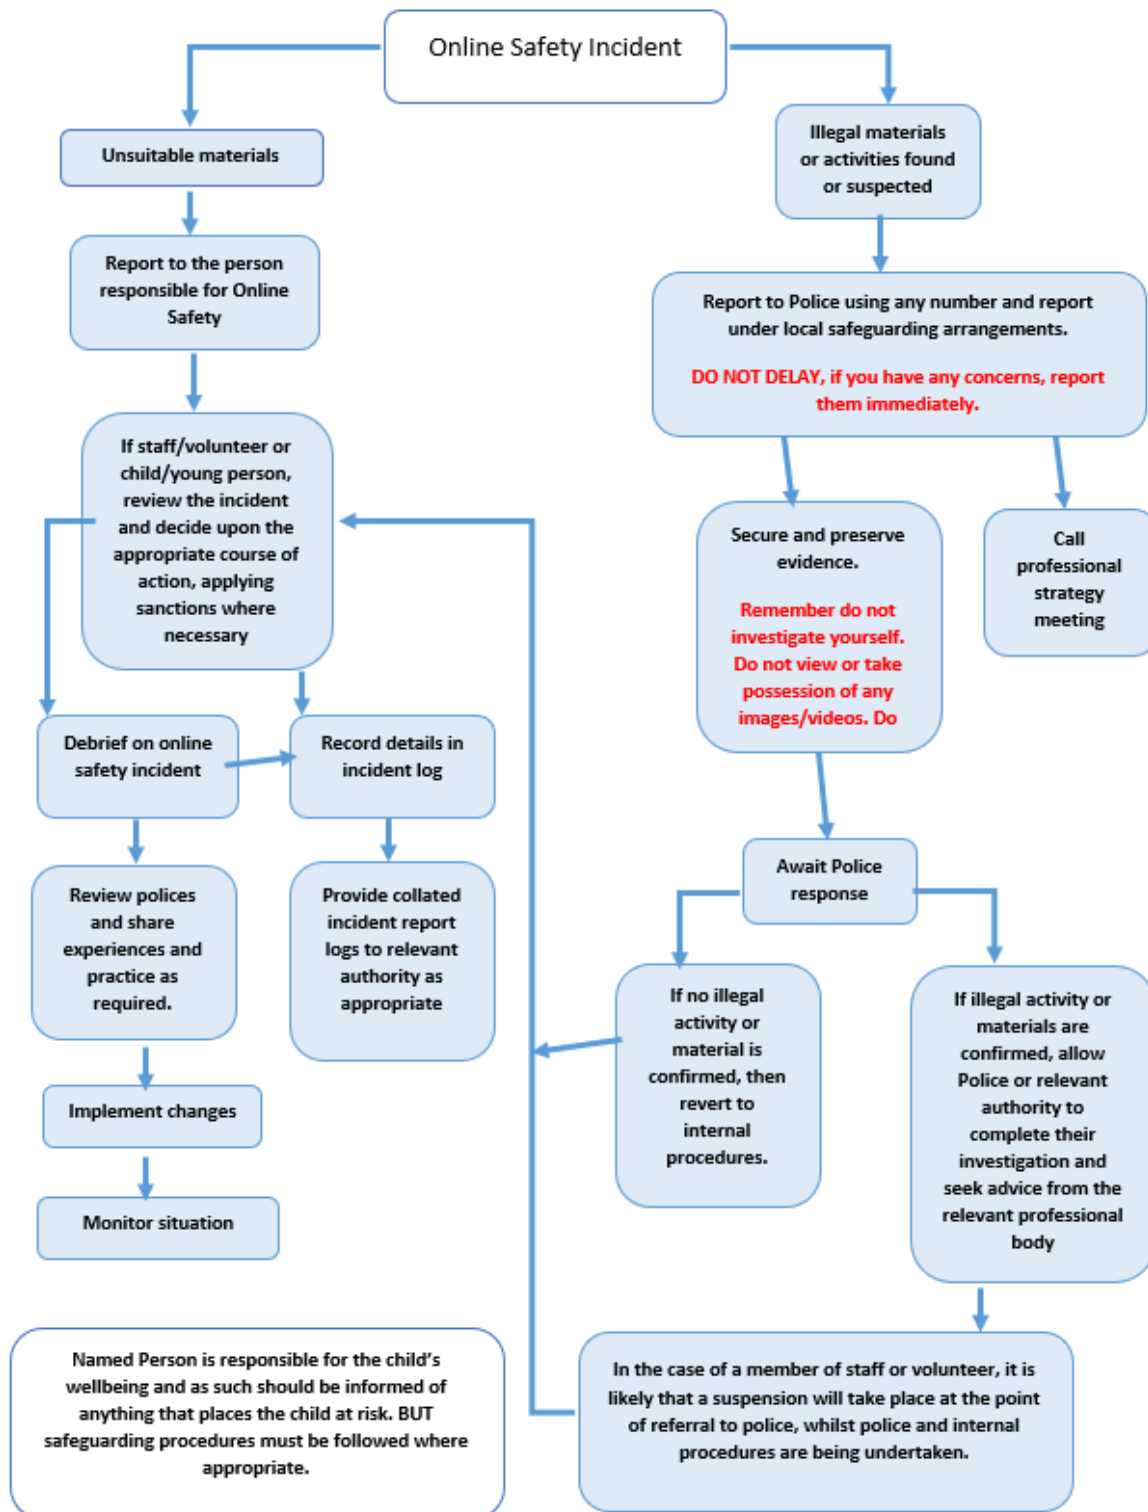 Online Safety Incident
Unsuitable materials
Report to the person
responsible for Online
Safety
If staff/volunteer or
child/young person,
review the incident
and decide upon the
appropriate course of
action, applying
sanctions where
necessary
Debrief on online
safety incident
Record details in
incident log
Review polices
and share
experiences and
practice as
required.
Provide collated
incident report
logs to relevant
authority as
appropriate
Implement changes
Monitor situation
Illegal materials
or activities found
or suspected
Report to Police using any number and report
under local safeguarding arrangements.
DO NOT DELAY, if you have any concerns, report
them immediately.
Secure and preserve
evidence.
Remember do not
investigate yourself.
Do not view or take
possession of any
images/videos. Do
Call
professional
strategy
meeting
Await Police
response
If no illegal
activity or
material is
confirmed, then
revert to
internal
procedures.
If illegal activity or
materials are
confirmed, allow
Police or relevant
authority to
complete their
investigation and
seek advice from the
relevant professional
body
In the case of a member of staff or volunteer, it is
likely that a suspension will take place at the point
of referral to police, whilst police and internal
procedures are being undertaken.
Named Person is responsible for the child's
wellbeing and as such should be informed of
anything that places the child at risk. BUT
safeguarding procedures must be followed where
appropriate.